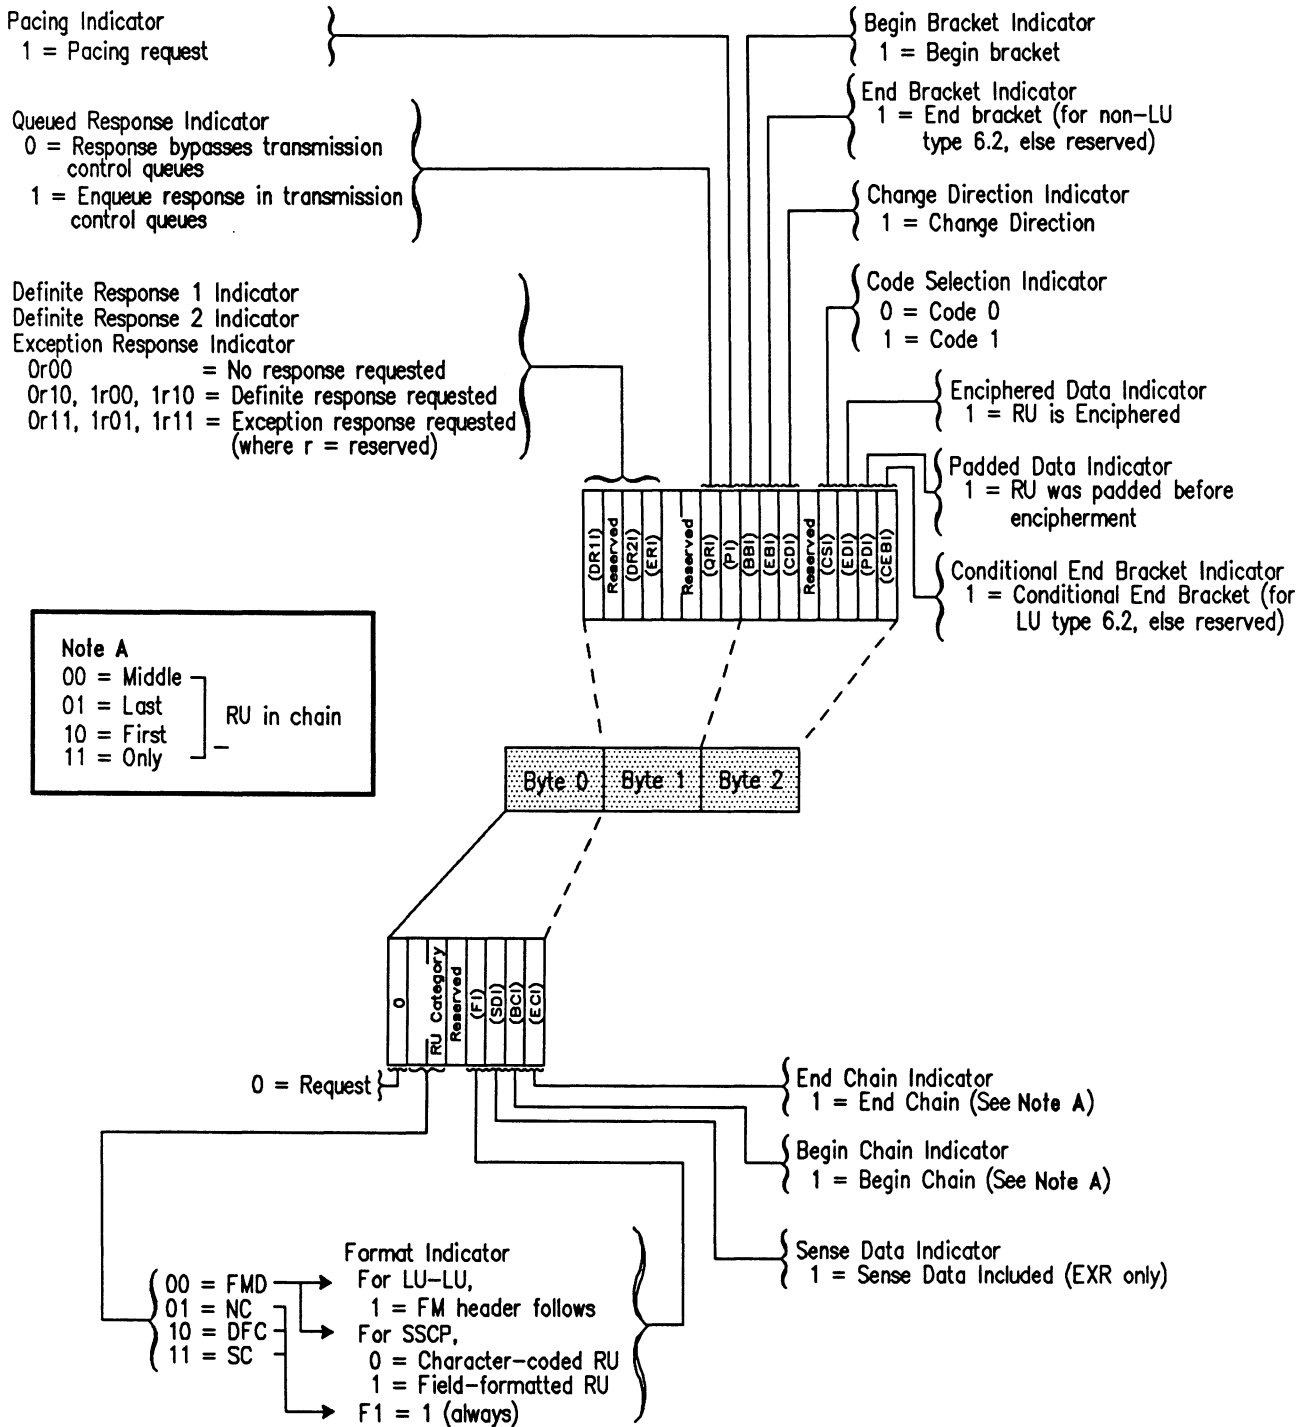 Pacing Indicator
1 = Pacing request
Queued Response Indicator
0 = Response bypasses transmission
control queues
1 = Enqueue response in transmission
control queues
Definite Response 1 Indicator
Definite Response 2 Indicator
Exception Response Indicator
0r00 = No response requested
0r10, 1r00, 1r10 = Definite response requested
0r11, 1r01, 1r11 = Exception response requested
(where r = reserved)
Begin Bracket Indicator
1 = Begin bracket
End Bracket Indicator
1 = End bracket (for non-LU
type 6.2, else reserved)
Change Direction Indicator
1 = Change Direction
Code Selection Indicator
0 = Code 0
1 = Code 1
Enciphered Data Indicator
1 = RU is Enciphered
Padded Data Indicator
1 = RU was padded before
encipherment
Conditional End Bracket Indicator
1 = Conditional End Bracket (for
LU type 6.2, else reserved)
(DR1I)
Reserved
(DR2I)
(ERI)
Reserved
(QRI)
(PI)
(BBI)
(EBI)
(CDI)
Reserved
(CSI)
(EDI)
(PDI)
(CEBI)
Note A
00 = Middle
01 = Last
10 = First
11 = Only
RU in chain
Byte 0
Byte 1
Byte 2
0
RU Category
Reserved
(FI)
(SDI)
(BCI)
(ECI)
0 = Request
End Chain Indicator
1 = End Chain (See Note A)
Begin Chain Indicator
1 = Begin Chain (See Note A)
Sense Data Indicator
1 = Sense Data Included (EXR only)
00 = FMD
01 = NC
10 = DFC
11 = SC
Format Indicator
For LU-LU,
1 = FM header follows
For SSCP,
0 = Character-coded RU
1 = Field-formatted RU
F1 = 1 (always)